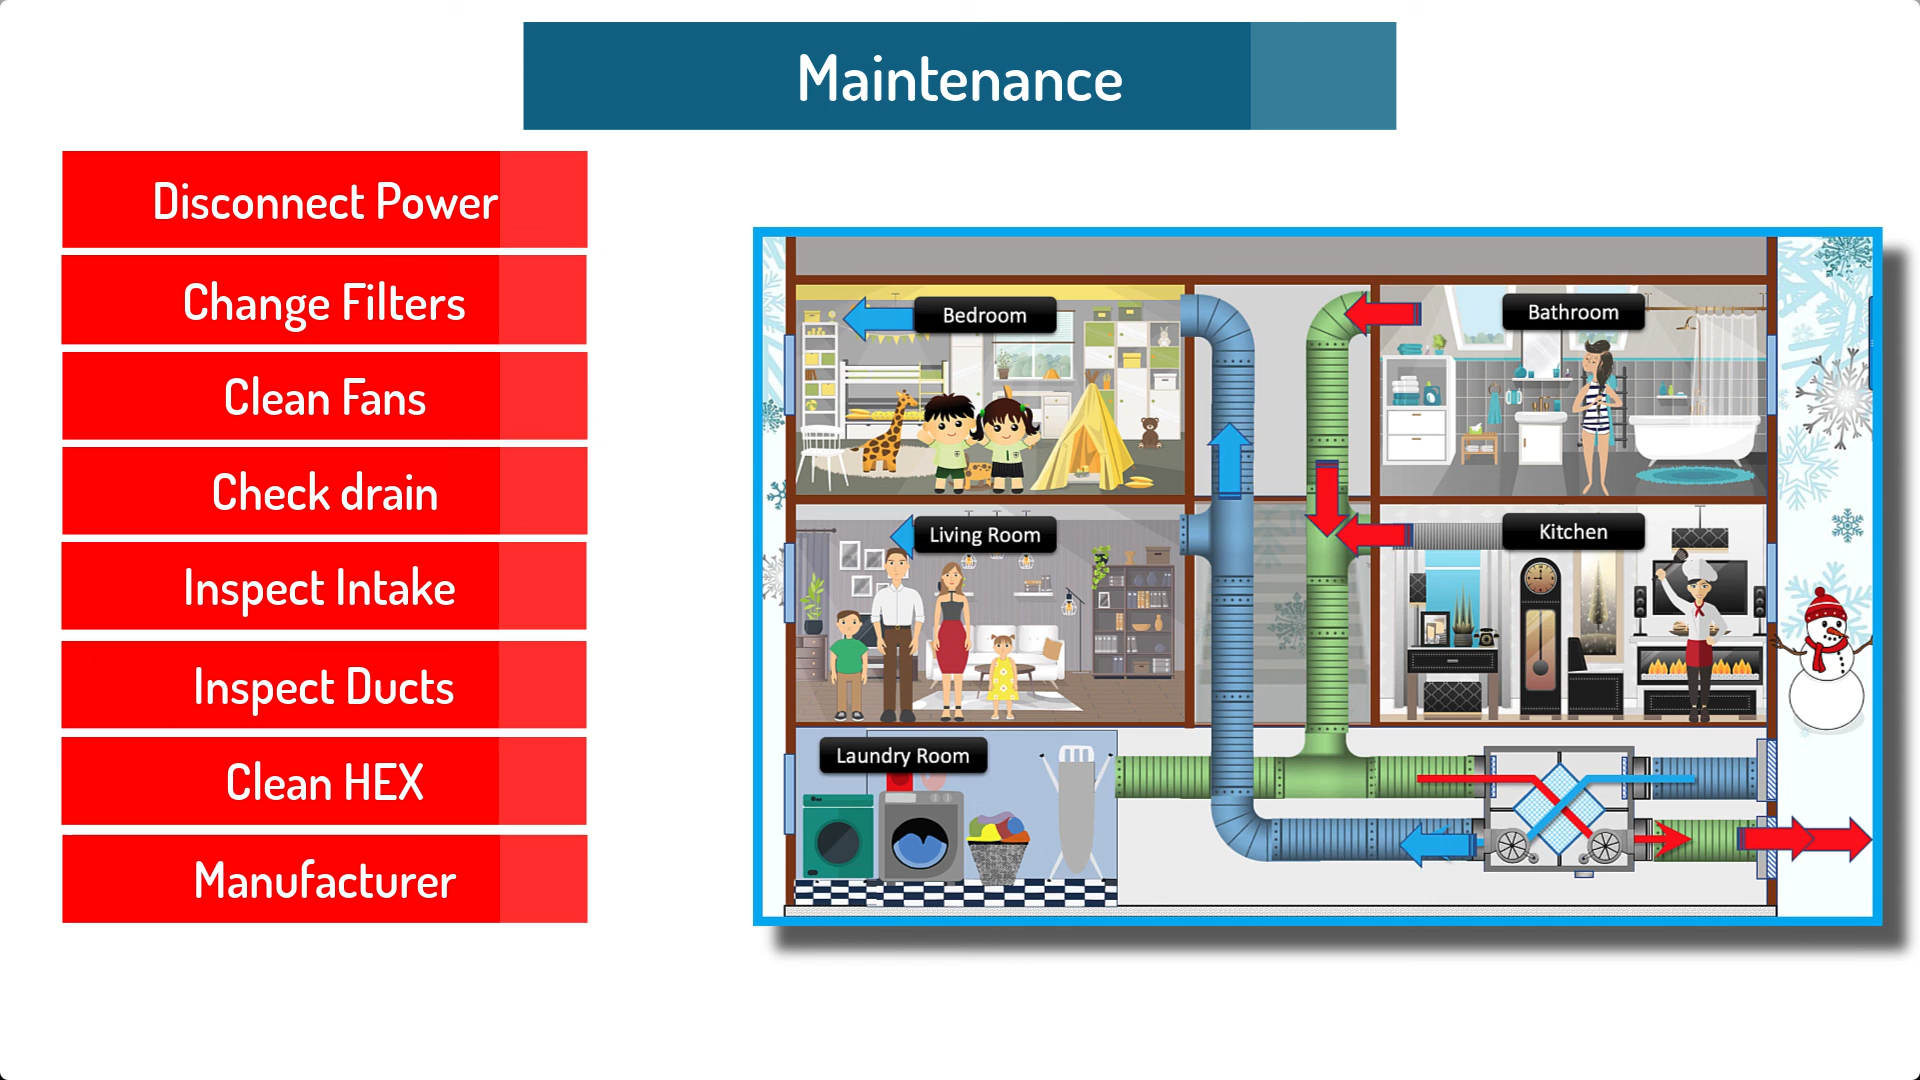 Maintenance
Disconnect Power
Change Filters
Clean Fans
Check drain
Inspect Intake
Inspect Ducts
Clean HEX
Manufacturer
Bedroom
Bathroom
Living Room
Kitchen
Laundry Room